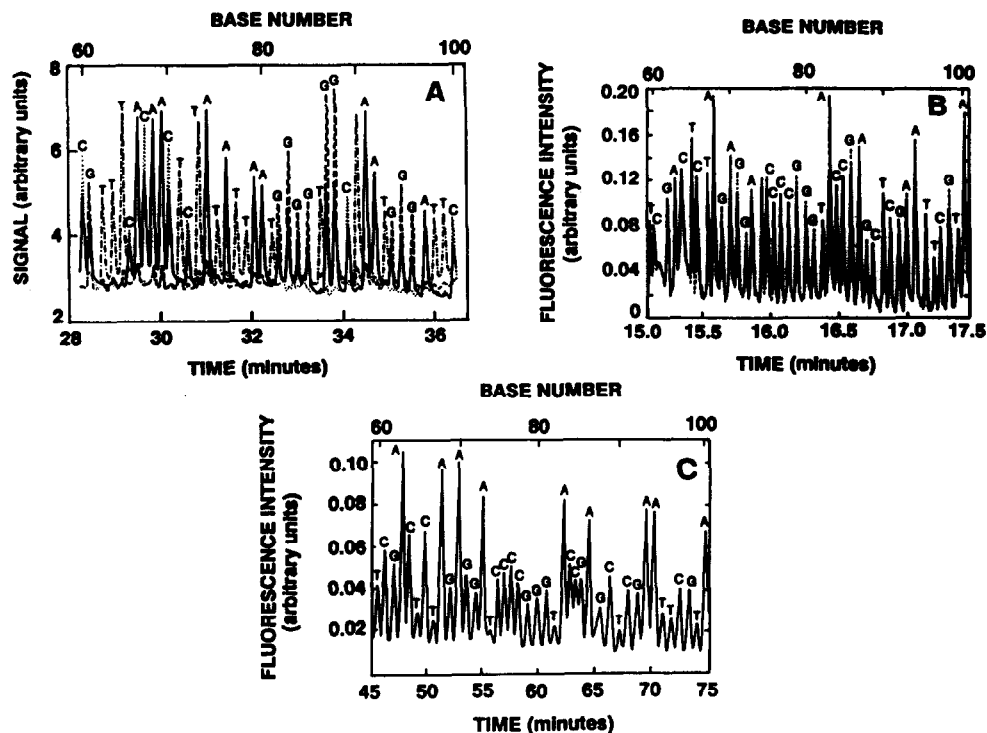 BASE NUMBER
60 80 100
SIGNAL (arbitrary units)
8
6
4
2
A
C G T T T A C A A C C T C T A T A T T A G T G G G T G G C A A T G G A T T C
28 30 32 34 36
TIME (minutes)
BASE NUMBER
60 80 100
FLUORESCENCE INTENSITY
(arbitrary units)
0.20
0.16
0.12
0.08
0.04
0
B
T G A C T C T A G A G G A C C C C G G G T A C C G A G C T C G A A T T C G T A
15.0 15.5 16.0 16.5 17.0 17.5
TIME (minutes)
BASE NUMBER
60 80 100
FLUORESCENCE INTENSITY
(arbitrary units)
0.10
0.08
0.06
0.04
0.02
C
T C G A C C T A A G G A T C C C C G G G T A C C G A G C T C G A A T T C G T A
45 50 55 60 65 70 75
TIME (minutes)